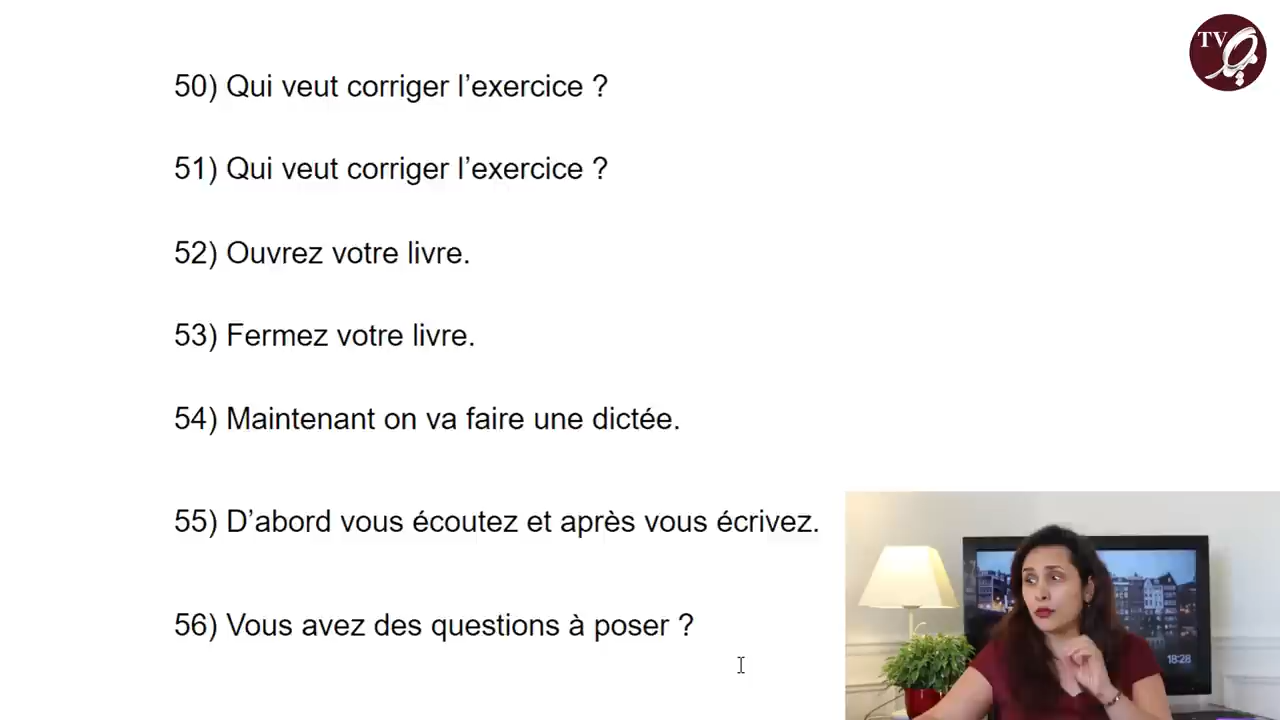 TV
50) Qui veut corriger l’exercice ?
51) Qui veut corriger l’exercice ?
52) Ouvrez votre livre.
53) Fermez votre livre.
54) Maintenant on va faire une dictée.
55) D’abord vous écoutez et après vous écrivez.
56) Vous avez des questions à poser ?
18:28